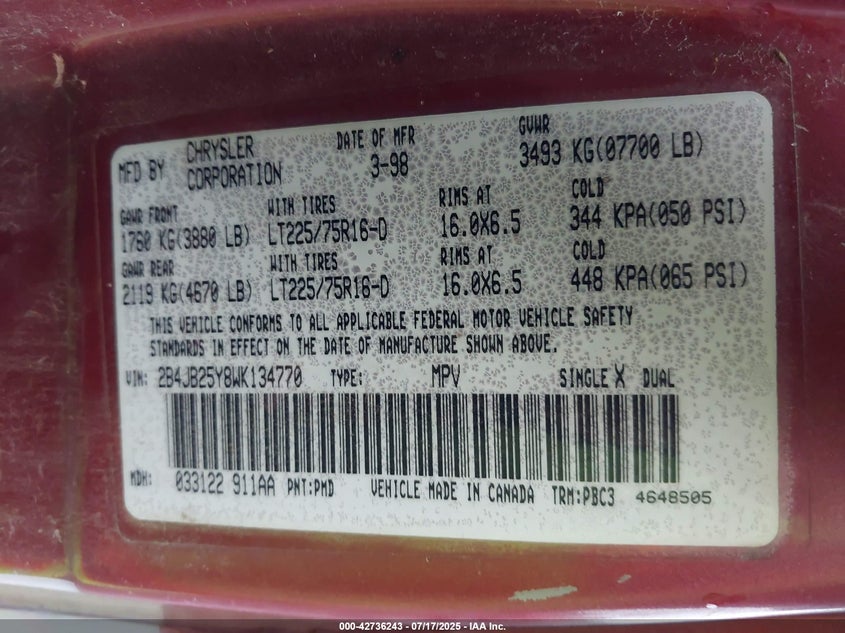 MFD BY CHRYSLER CORPORATION DATE OF MFR 3-98 GVWR 3493 KG(07700 LB)
GAWR FRONT WITH TIRES RIMS AT COLD
1760 KG(3880 LB) LT225/75R16-D 16.0X6.5 344 KPA(050 PSI)
GAWR REAR WITH TIRES RIMS AT COLD
2119 KG(4670 LB) LT225/75R16-D 16.0X6.5 448 KPA(065 PSI)
THIS VEHICLE CONFORMS TO ALL APPLICABLE FEDERAL MOTOR VEHICLE SAFETY
STANDARDS IN EFFECT ON THE DATE OF MANUFACTURE SHOWN ABOVE.
VIN: 2B4JB25Y8WK134770 TYPE: MPV SINGLE X DUAL
MDH: 033122 911AA PNT:PMD VEHICLE MADE IN CANADA TRM:PBC3 4648505
000-42736243 - 07/17/2025 - IAA Inc.